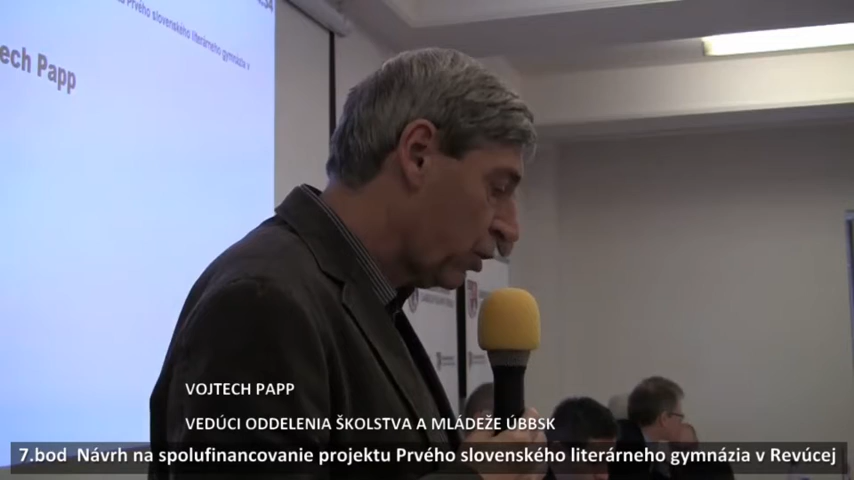 Prvého slovenského literárneho gymnázia v
Papp
VOJTECH PAPP
VEDÚCI ODDELENIA ŠKOLSTVA A MLÁDEŽE ÚBBSK
7.bod Návrh na spolufinancovanie projektu Prvého slovenského literárneho gymnázia v Revúcej